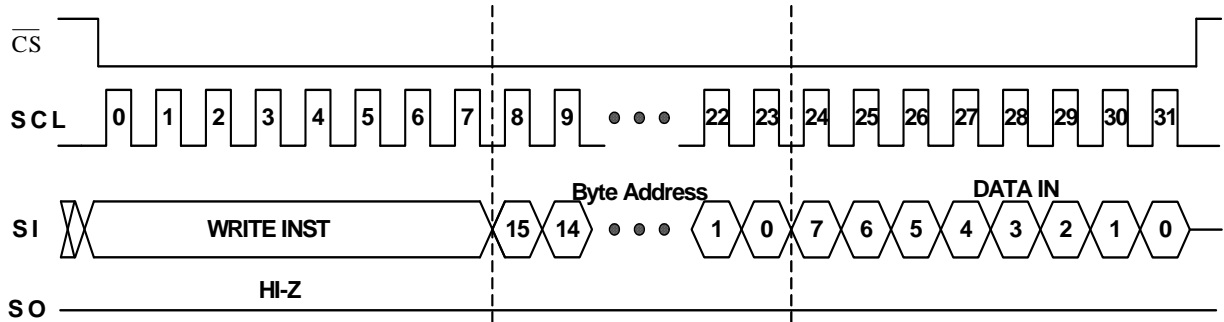 CS
SCL 0 1 2 3 4 5 6 7 8 9 22 23 24 25 26 27 28 29 30 31
Byte Address DATA IN
SI WRITE INST 15 14 1 0 7 6 5 4 3 2 1 0
HI-Z
SO